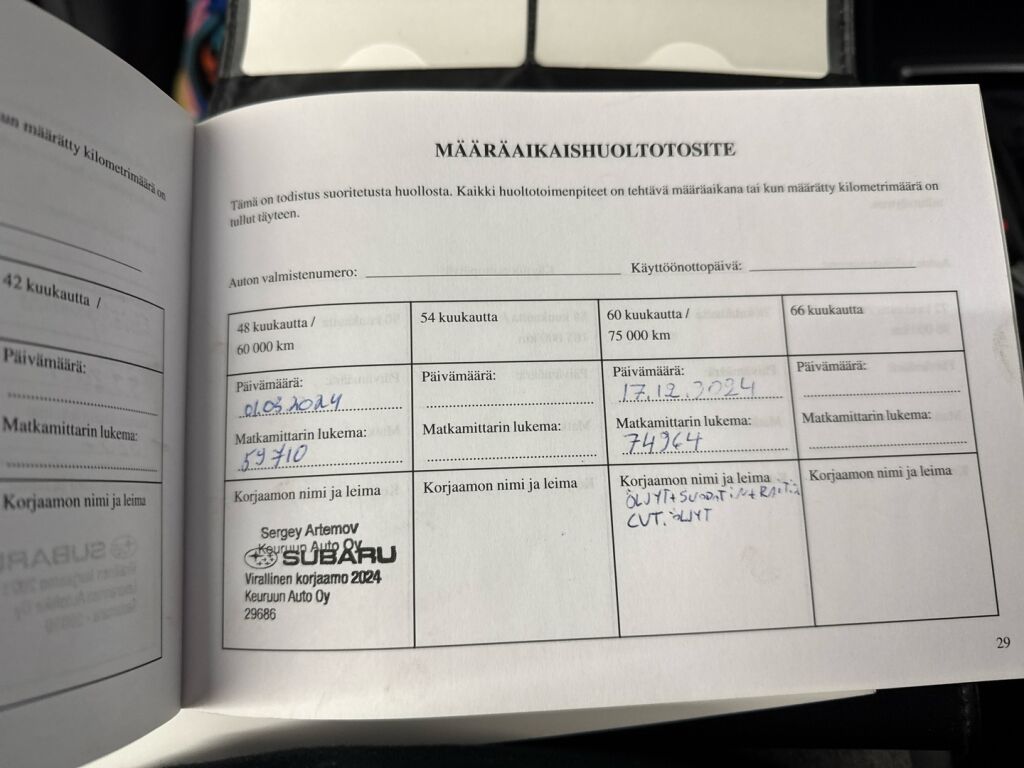 un määrätty kilometrimäärä on
42 kuukautta /
Päivämäärä:
Matkamittarin lukema:
Korjaamon nimi ja leima
MÄÄRÄAIKAISHUOLTOTOSITE
Tämä on todistus suoritetusta huollosta. Kaikki huoltotoimenpiteet on tehtävä määräaikana tai kun määrätty kilometrimäärä on
tullut täyteen.
Auton valmistenumero: Käyttöönottopäivä:
48 kuukautta /
60 000 km
Päivämäärä:
01.03.2024
Matkamittarin lukema:
59710
Korjaamon nimi ja leima
Sergey Artemov
Keuruun Auto Oy
SUBARU
Virallinen korjaamo 2024
Keuruun Auto Oy
29686
54 kuukautta
Päivämäärä:
Matkamittarin lukema:
Korjaamon nimi ja leima
60 kuukautta /
75 000 km
Päivämäärä:
17.12.2024
Matkamittarin lukema:
74964
Korjaamon nimi ja leima
ÖLJYT+SUODATIN+RAITIS
CVT.ÖLJYT
66 kuukautta
Päivämäärä:
Matkamittarin lukema:
Korjaamon nimi ja leima
29